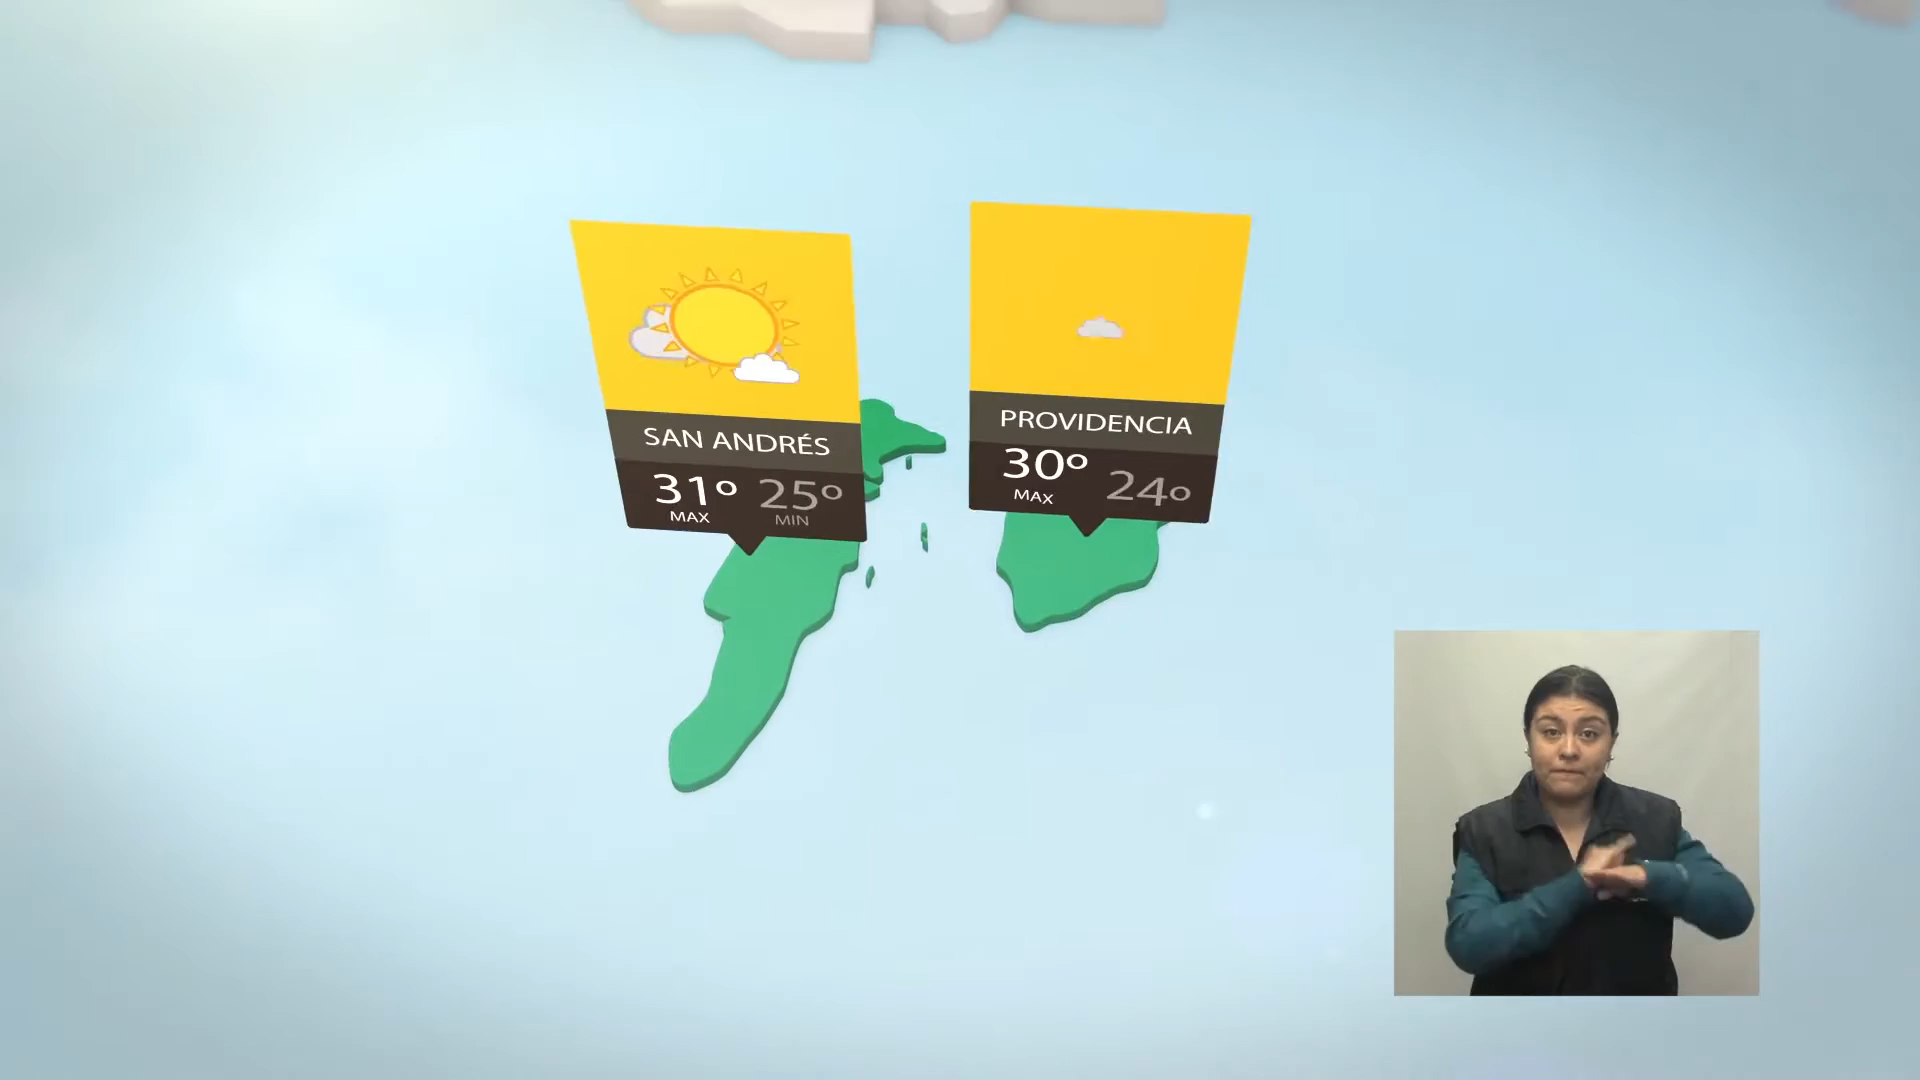 SAN ANDRÉS
31º 25º
MAX MIN
PROVIDENCIA
30º 24º
MAX